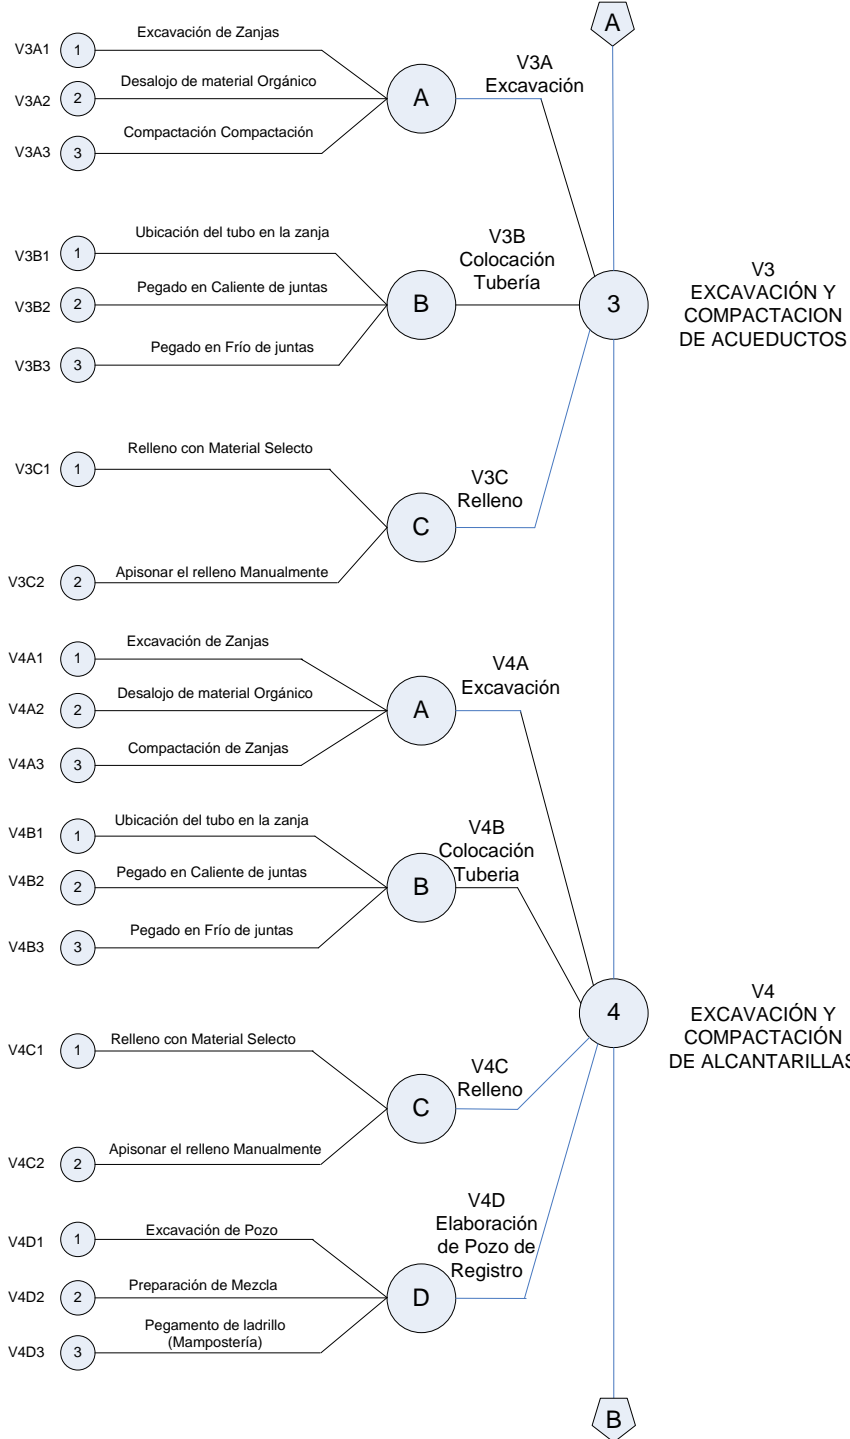 A
Excavación de Zanjas
V3A1
1
Desalojo de material Orgánico
V3A2
2
Compactación Compactación
V3A3
3
A
V3A
Excavación
Ubicación del tubo en la zanja
V3B1
1
Pegado en Caliente de juntas
V3B2
2
Pegado en Frío de juntas
V3B3
3
B
V3B
Colocación
Tubería
3
V3
EXCAVACIÓN Y
COMPACTACION
DE ACUEDUCTOS
Relleno con Material Selecto
V3C1
1
Apisonar el relleno Manualmente
V3C2
2
C
V3C
Relleno
Excavación de Zanjas
V4A1
1
Desalojo de material Orgánico
V4A2
2
Compactación de Zanjas
V4A3
3
A
V4A
Excavación
Ubicación del tubo en la zanja
V4B1
1
Pegado en Caliente de juntas
V4B2
2
Pegado en Frío de juntas
V4B3
3
B
V4B
Colocación
Tuberia
4
V4
EXCAVACIÓN Y
COMPACTACIÓN
DE ALCANTARILLAS
Relleno con Material Selecto
V4C1
1
Apisonar el relleno Manualmente
V4C2
2
C
V4C
Relleno
Excavación de Pozo
V4D1
1
Preparación de Mezcla
V4D2
2
Pegamento de ladrillo
(Mampostería)
V4D3
3
D
V4D
Elaboración
de Pozo de
Registro
B